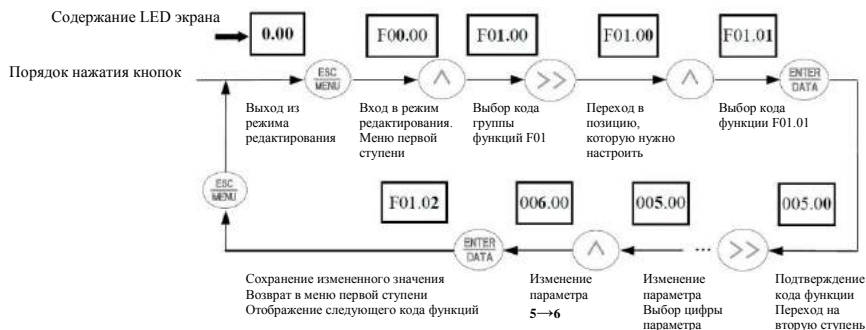 Содержание LED экрана
0.00
F00.00
F01.00
F01.00
F01.01
Порядок нажатия кнопок
ESC
MENU
∧
>>
∧
ENTER
DATA
Выход из
режима
редактирования
Вход в режим
редактирования.
Меню первой
ступени
Выбор кода
группы
функций F01
Переход в
позицию,
которую нужно
настроить
Выбор кода
функции F01.01
ESC
MENU
F01.02
006.00
005.00
005.00
ENTER
DATA
∧
...
>>
Сохранение измененного значения
Возврат в меню первой ступени
Отображение следующего кода функций
Изменение
параметра
5→6
Изменение
параметра
Выбор цифры
параметра
Подтверждение
кода функции
Переход на
вторую ступень